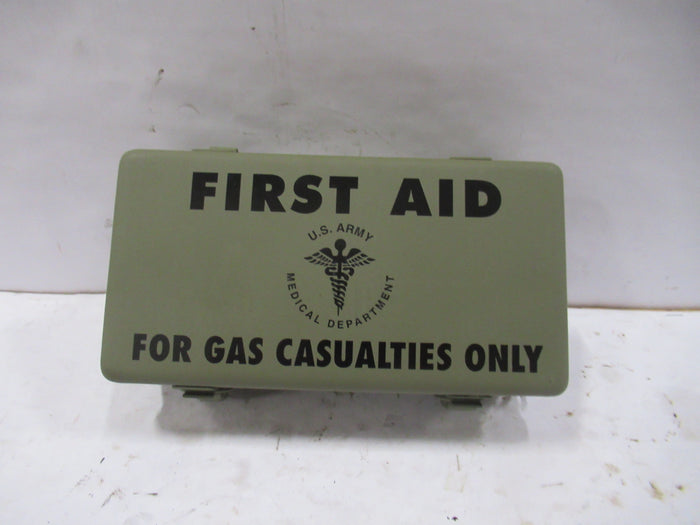 FIRST AID
U.S. ARMY
MEDICAL DEPARTMENT
FOR GAS CASUALTIES ONLY